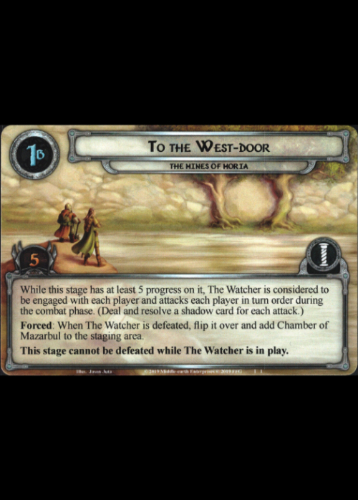 1B
To the West-door
The Mines of Moria
5
While this stage has at least 5 progress on it, The Watcher is considered to
be engaged with each player and attacks each player in turn order during
the combat phase. (Deal and resolve a shadow card for each attack.)
Forced: When The Watcher is defeated, flip it over and add Chamber of
Mazarbul to the staging area.
This stage cannot be defeated while The Watcher is in play.
Illus.